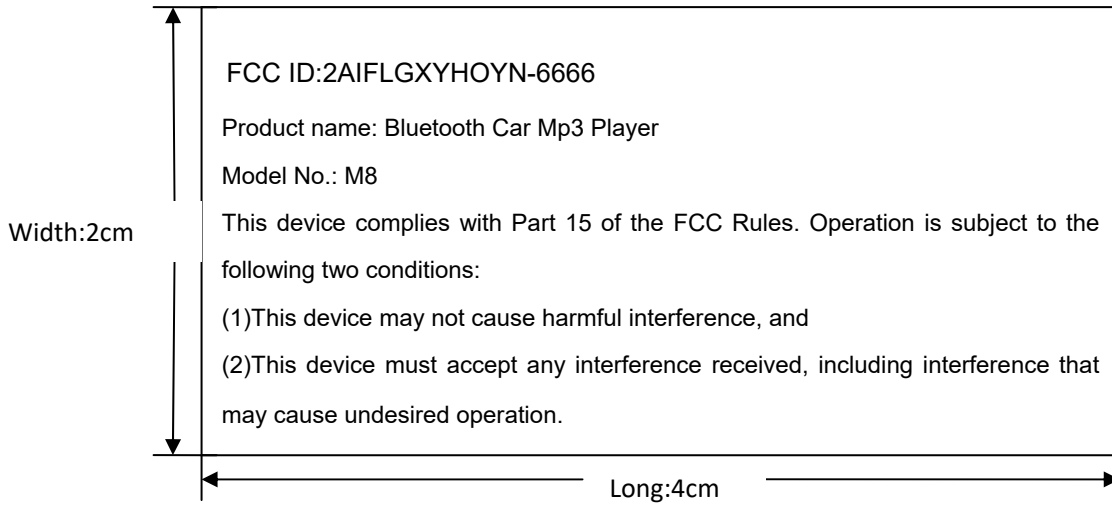 FCC ID:2AIFLGXYHOYN-6666
Product name: Bluetooth Car Mp3 Player
Model No.: M8
This device complies with Part 15 of the FCC Rules. Operation is subject to the
following two conditions:
(1)This device may not cause harmful interference, and
(2)This device must accept any interference received, including interference that
may cause undesired operation.
Width:2cm
Long:4cm